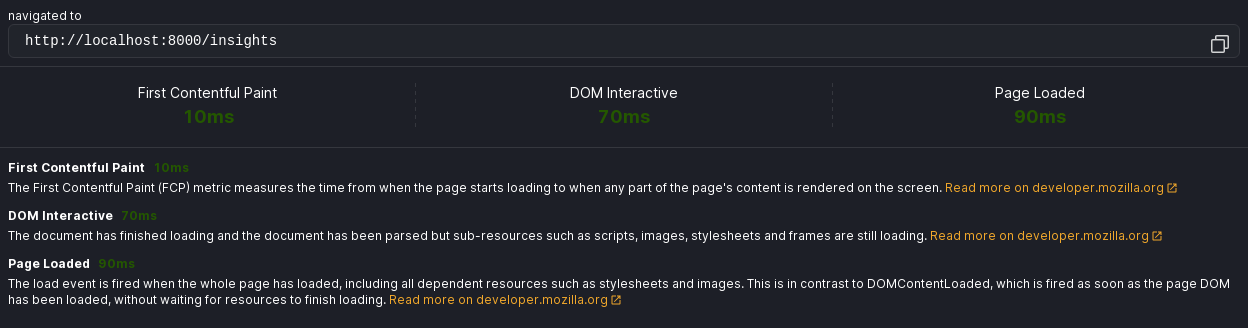 navigated to
http://localhost:8000/insights
First Contentful Paint
10ms
DOM Interactive
70ms
Page Loaded
90ms
First Contentful Paint 10ms
The First Contentful Paint (FCP) metric measures the time from when the page starts loading to when any part of the page's content is rendered on the screen. Read more on developer.mozilla.org
DOM Interactive 70ms
The document has finished loading and the document has been parsed but sub-resources such as scripts, images, stylesheets and frames are still loading. Read more on developer.mozilla.org
Page Loaded 90ms
The load event is fired when the whole page has loaded, including all dependent resources such as stylesheets and images. This is in contrast to DOMContentLoaded, which is fired as soon as the page DOM
has been loaded, without waiting for resources to finish loading. Read more on developer.mozilla.org